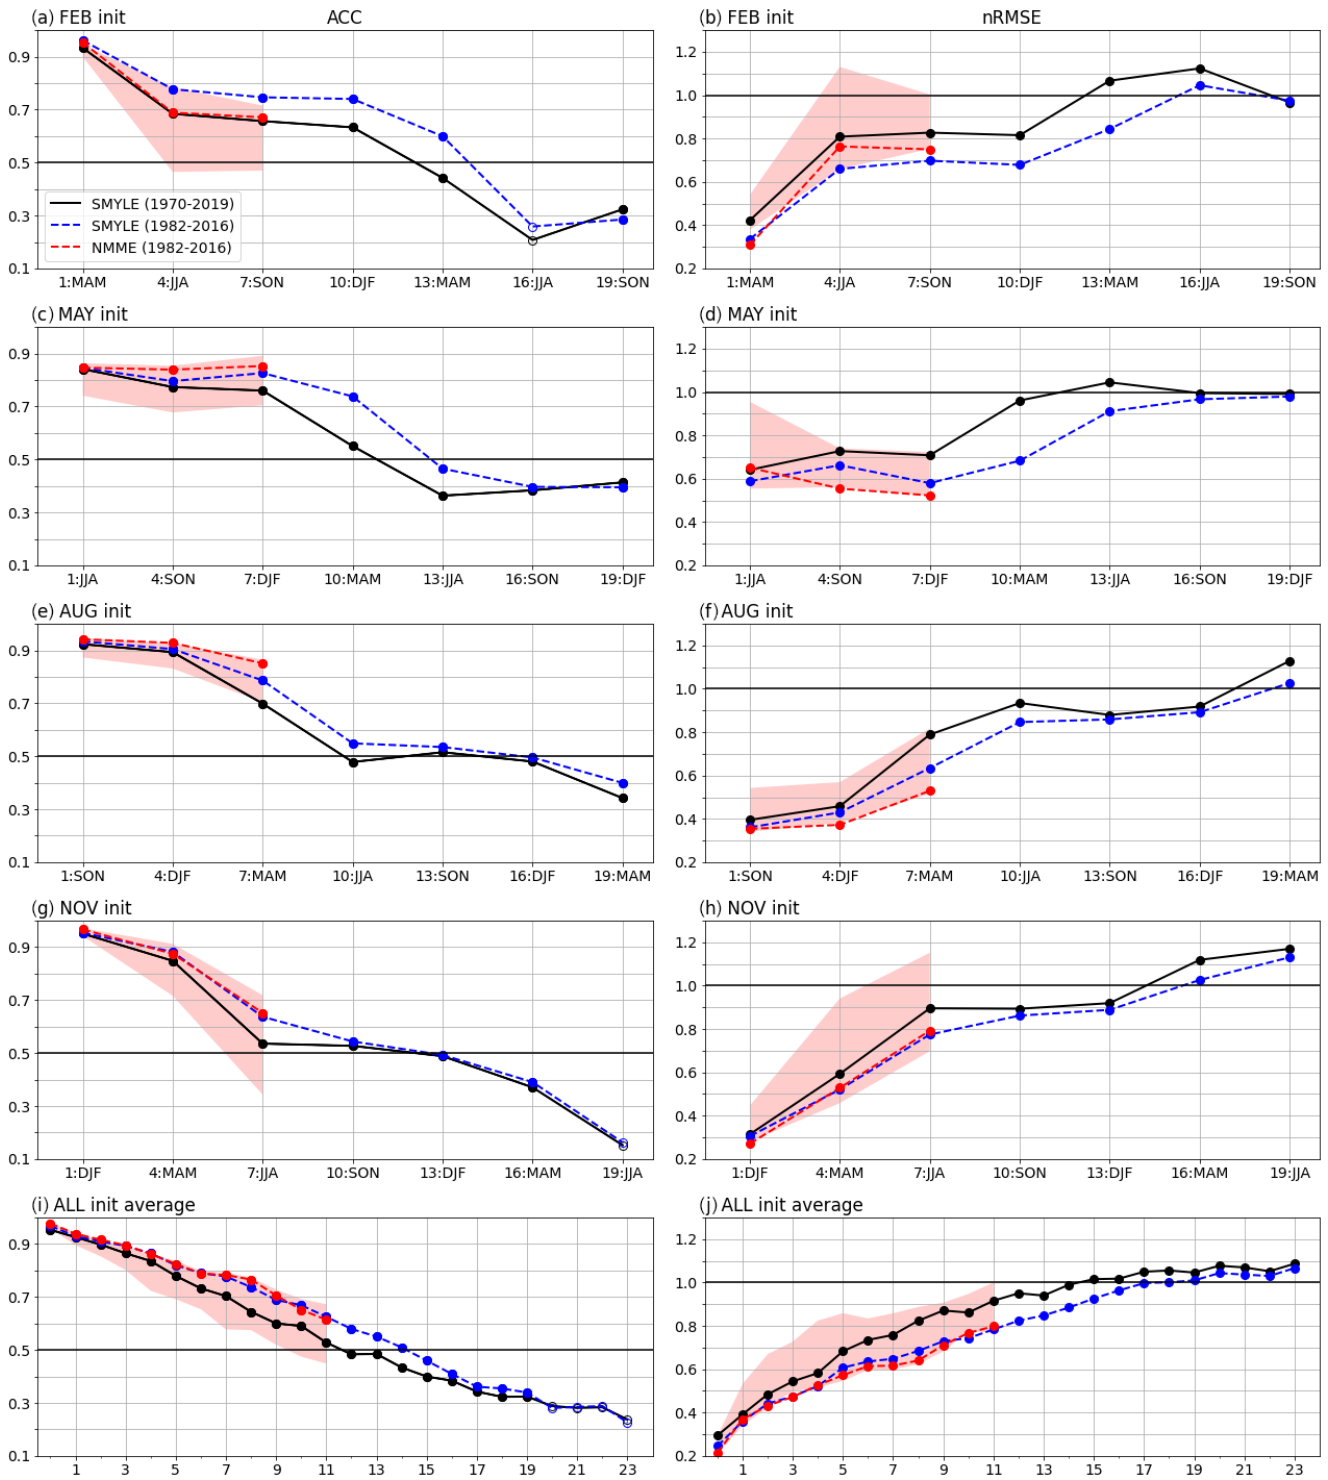 (a) FEB init
ACC
0.9
0.7
0.5
0.3
0.1
SMYLE (1970-2019)
SMYLE (1982-2016)
NMME (1982-2016)
1:MAM 4:JJA 7:SON 10:DJF 13:MAM 16:JJA 19:SON
(b) FEB init
nRMSE
1.2
1.0
0.8
0.6
0.4
0.2
1:MAM 4:JJA 7:SON 10:DJF 13:MAM 16:JJA 19:SON
(c) MAY init
0.9
0.7
0.5
0.3
0.1
1:JJA 4:SON 7:DJF 10:MAM 13:JJA 16:SON 19:DJF
(d) MAY init
1.2
1.0
0.8
0.6
0.4
0.2
1:JJA 4:SON 7:DJF 10:MAM 13:JJA 16:SON 19:DJF
(e) AUG init
0.9
0.7
0.5
0.3
0.1
1:SON 4:DJF 7:MAM 10:JJA 13:SON 16:DJF 19:MAM
(f) AUG init
1.2
1.0
0.8
0.6
0.4
0.2
1:SON 4:DJF 7:MAM 10:JJA 13:SON 16:DJF 19:MAM
(g) NOV init
0.9
0.7
0.5
0.3
0.1
1:DJF 4:MAM 7:JJA 10:SON 13:DJF 16:MAM 19:JJA
(h) NOV init
1.2
1.0
0.8
0.6
0.4
0.2
1:DJF 4:MAM 7:JJA 10:SON 13:DJF 16:MAM 19:JJA
(i) ALL init average
0.9
0.7
0.5
0.3
0.1
1 3 5 7 9 11 13 15 17 19 21 23
(j) ALL init average
1.2
1.0
0.8
0.6
0.4
0.2
1 3 5 7 9 11 13 15 17 19 21 23